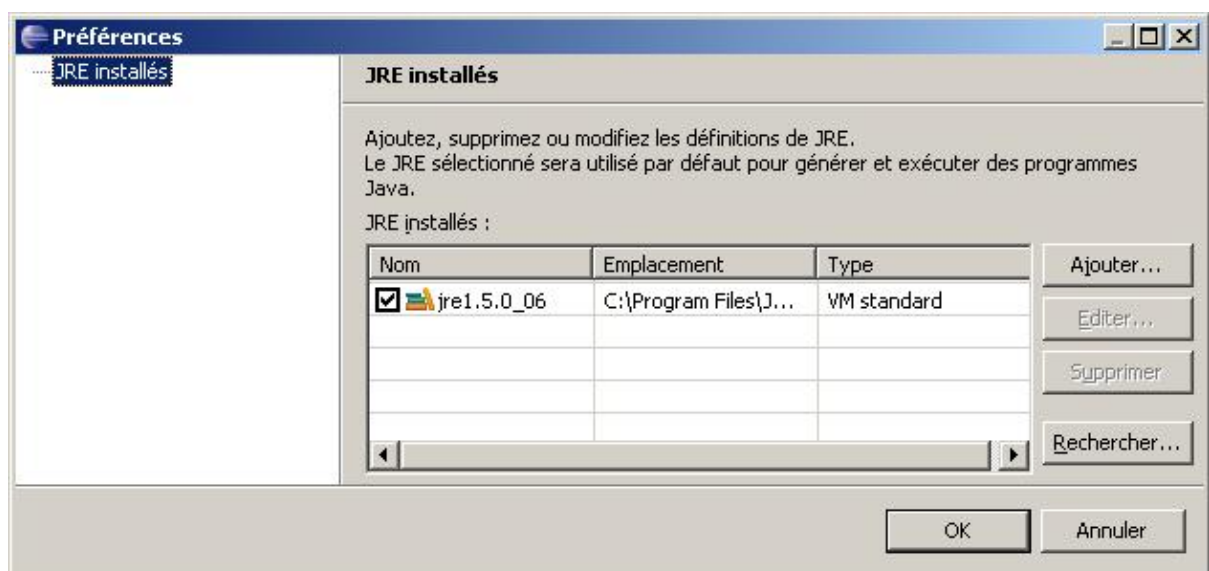 Préférences
JRE installés
JRE installés
Ajoutez, supprimez ou modifiez les définitions de JRE.
Le JRE sélectionné sera utilisé par défaut pour générer et exécuter des programmes
Java.
JRE installés :
Nom Emplacement Type
jre1.5.0_06 C:\Program Files\J... VM standard
Ajouter...
Editer...
Supprimer
Rechercher...
OK Annuler